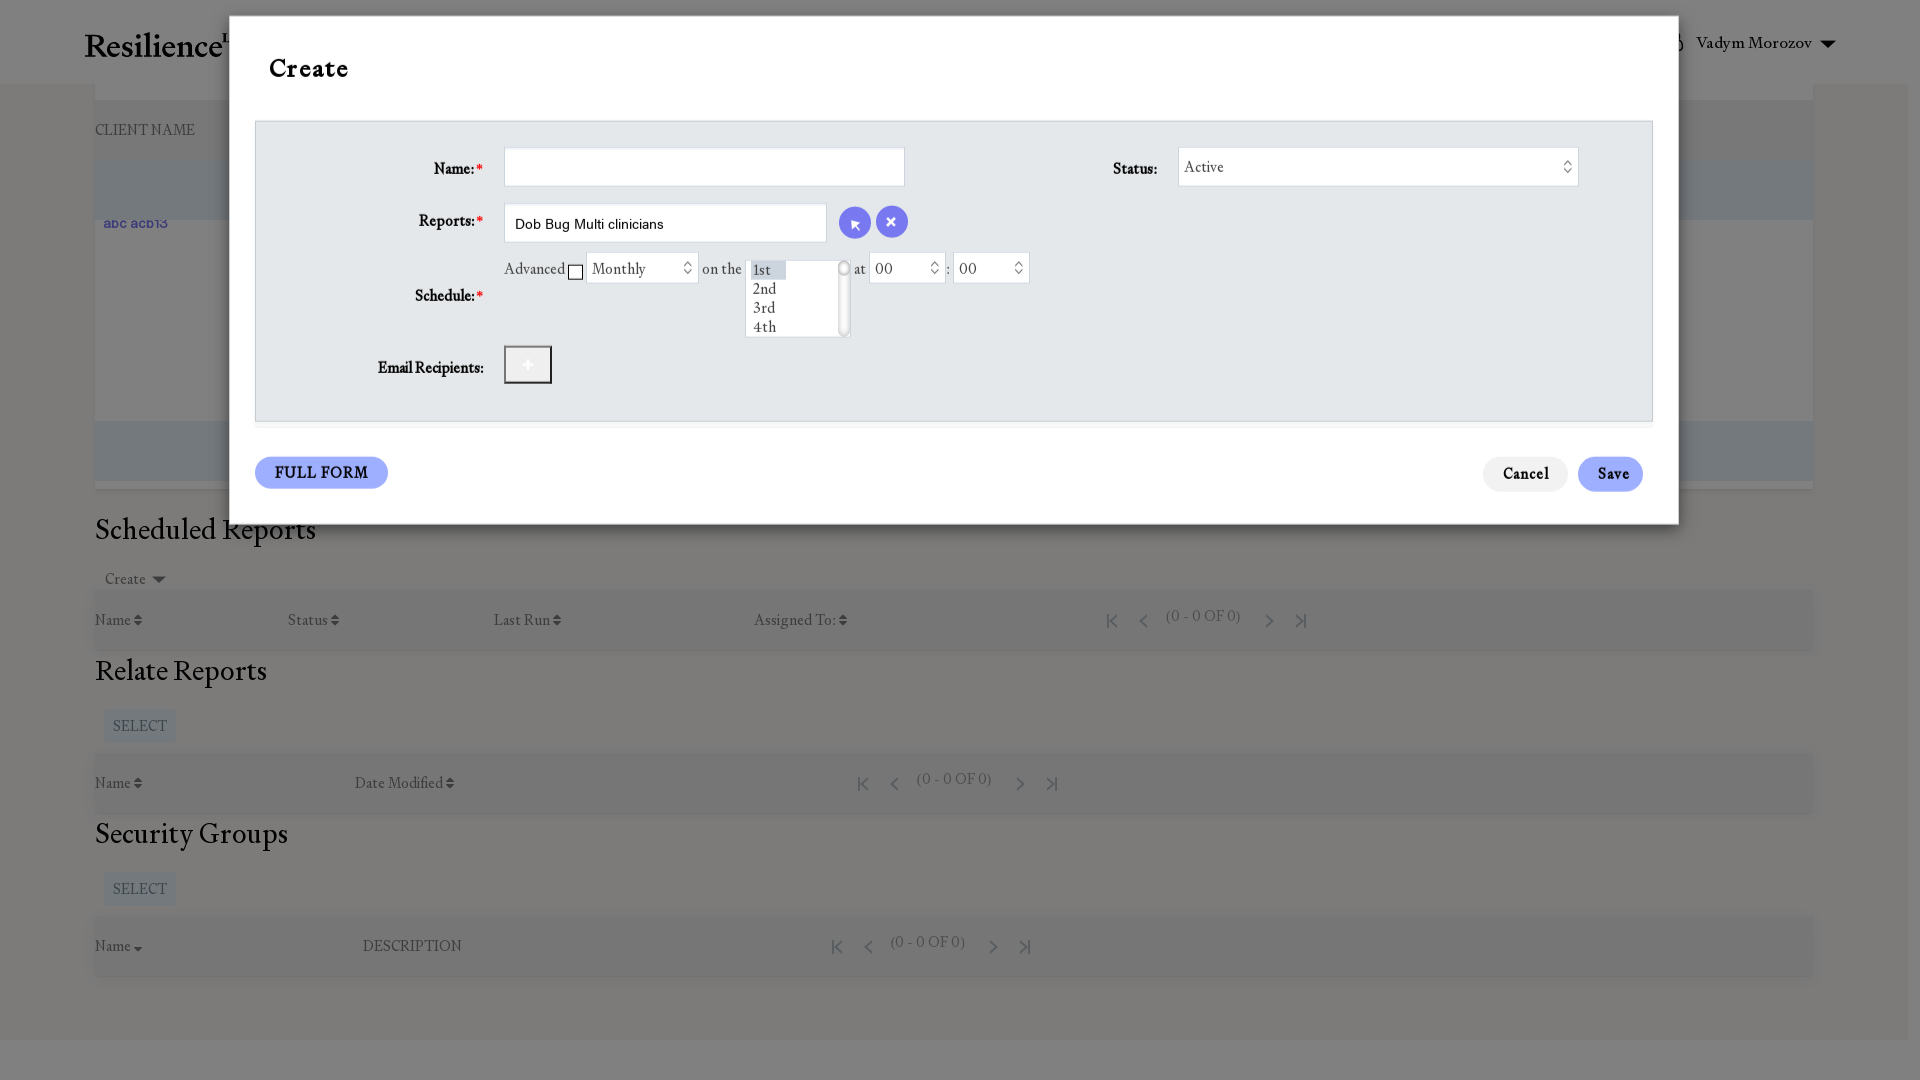 Resilience
Vadym Morozov
Create
CLIENT NAME
Name:*
Status:
Active
abc acb13
Reports:*
Dob Bug Multi clinicians
Schedule:*
Advanced Monthly on the 1st at 00 : 00
2nd
3rd
4th
Email Recipients:
FULL FORM
Cancel
Save
Scheduled Reports
Create
Name Status Last Run Assigned To: (0 - 0 OF 0)
Relate Reports
SELECT
Name Date Modified (0 - 0 OF 0)
Security Groups
SELECT
Name DESCRIPTION (0 - 0 OF 0)